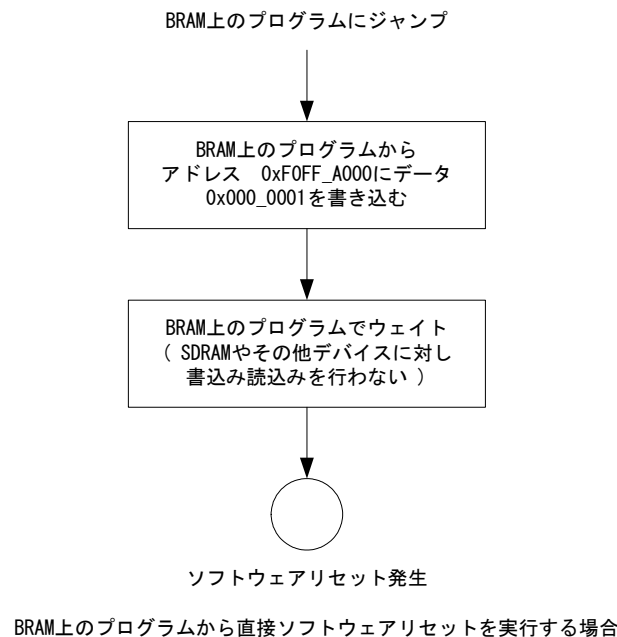 BRAM上のプログラムにジャンプ
BRAM上のプログラムから
アドレス　0xF0FF_A000にデータ
0x000_0001を書き込む
BRAM上のプログラムでウェイト
( SDRAMやその他デバイスに対し
書込み読込みを行わない )
ソフトウェアリセット発生
BRAM上のプログラムから直接ソフトウェアリセットを実行する場合